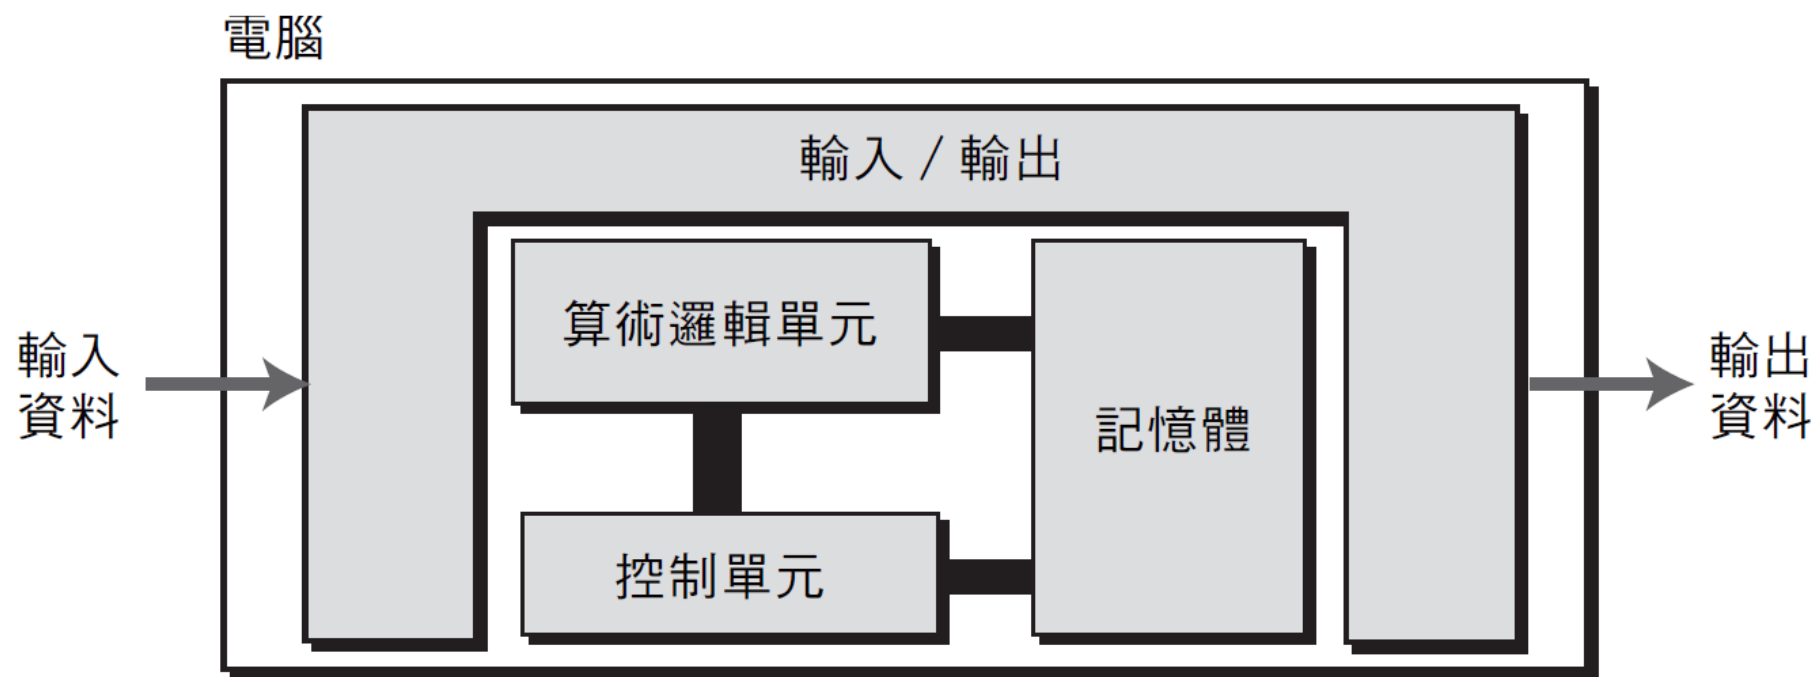 電腦
輸入 / 輸出
算術邏輯單元
輸入
資料
記憶體
控制單元
輸出
資料